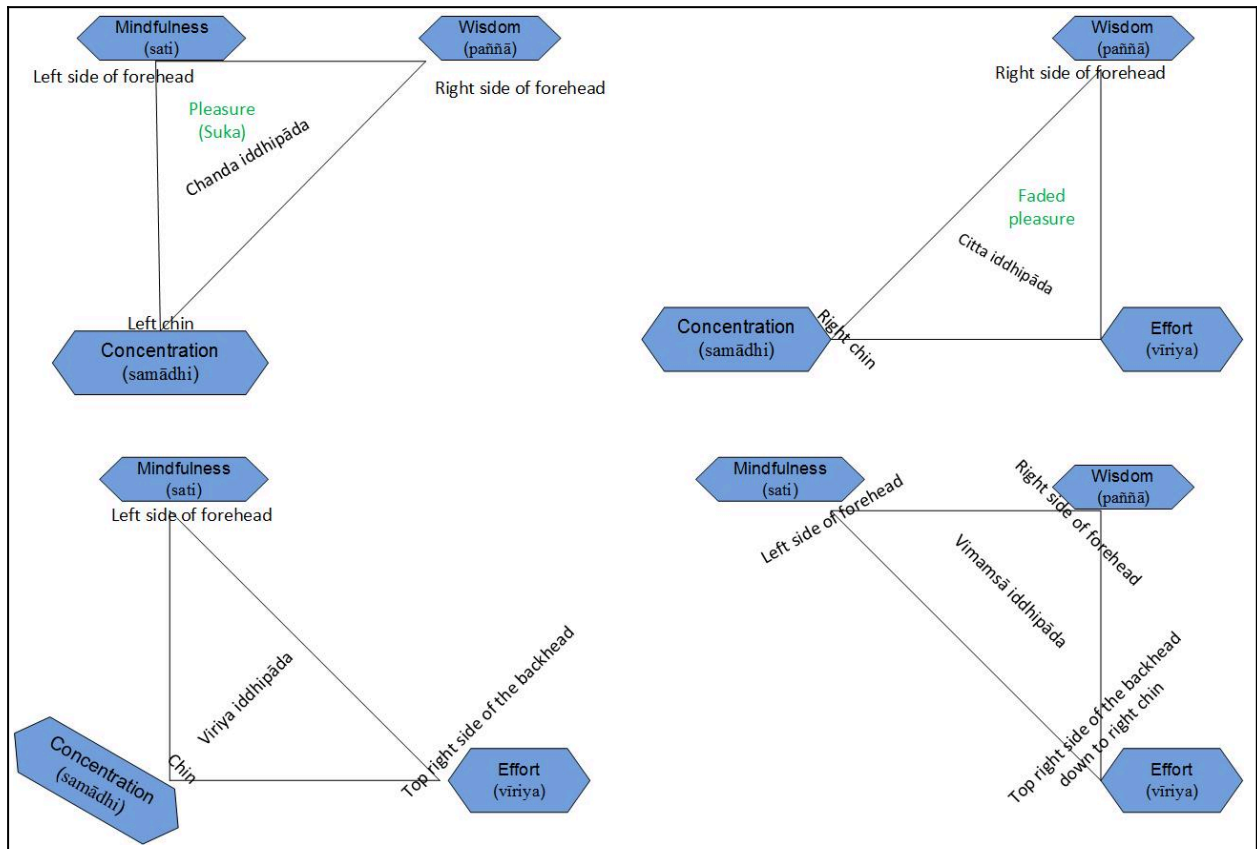 Mindfulness
(sati)
Left side of forehead
Wisdom
(paññā)
Right side of forehead
Pleasure
(Suka)
Chanda iddhipāda
Left chin
Concentration
(samādhi)
Wisdom
(paññā)
Right side of forehead
Faded
pleasure
Citta iddhipāda
Concentration
(samādhi)
Right chin
Effort
(vīriya)
Mindfulness
(sati)
Left side of forehead
Viriya iddhipāda
Concentration
(samādhi)
Chin
Top right side of the backhead
Effort
(vīriya)
Mindfulness
(sati)
Left side of forehead
Wisdom
(paññā)
Right side of forehead
Vimamsā iddhipāda
Top right side of the backhead
down to right chin
Effort
(vīriya)